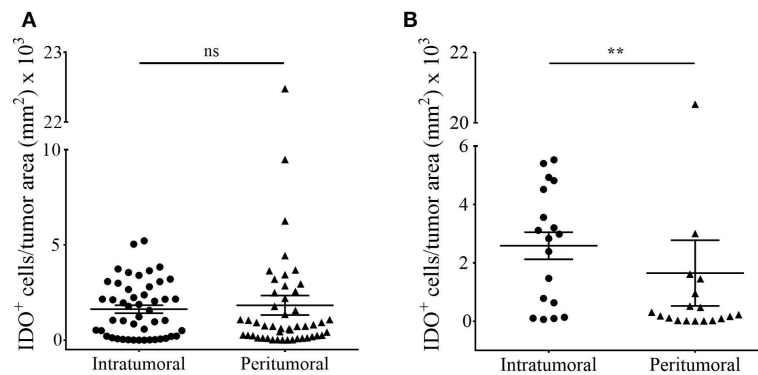 A
IDO+ cells/tumor area (mm2) x 103
23
22
10
5
0
ns
Intratumoral
Peritumoral
B
IDO+ cells/tumor area (mm2) x 103
22
20
6
4
2
0
**
Intratumoral
Peritumoral